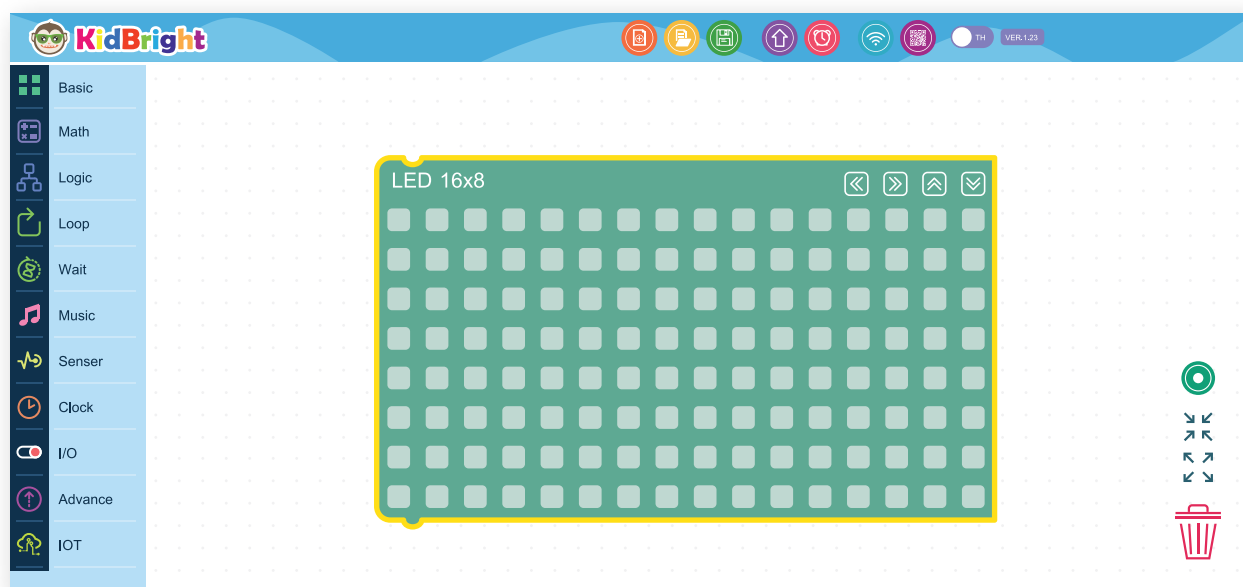 KidBright
TH
VER.1.23
Basic
Math
Logic
Loop
Wait
Music
Senser
Clock
I/O
Advance
IOT
LED 16x8